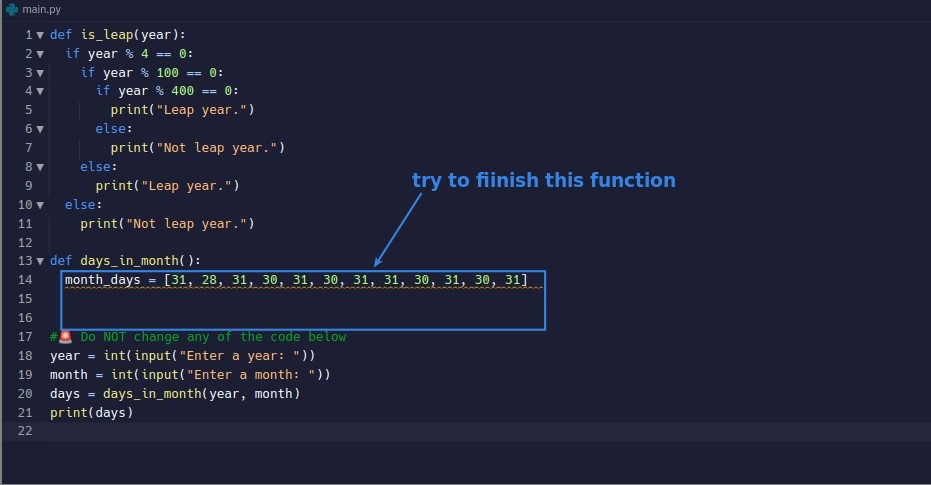 main.py
1 def is_leap(year):
2 if year % 4 == 0:
3 if year % 100 == 0:
4 if year % 400 == 0:
5 print("Leap year.")
6 else:
7 print("Not leap year.")
8 else:
9 print("Leap year.")
try to fiinish this function
10 else:
11 print("Not leap year.")
12
13 def days_in_month():
14 month_days = [31, 28, 31, 30, 31, 30, 31, 31, 30, 31, 30, 31]
15
16
17 #🚨 Do NOT change any of the code below
18 year = int(input("Enter a year: "))
19 month = int(input("Enter a month: "))
20 days = days_in_month(year, month)
21 print(days)
22